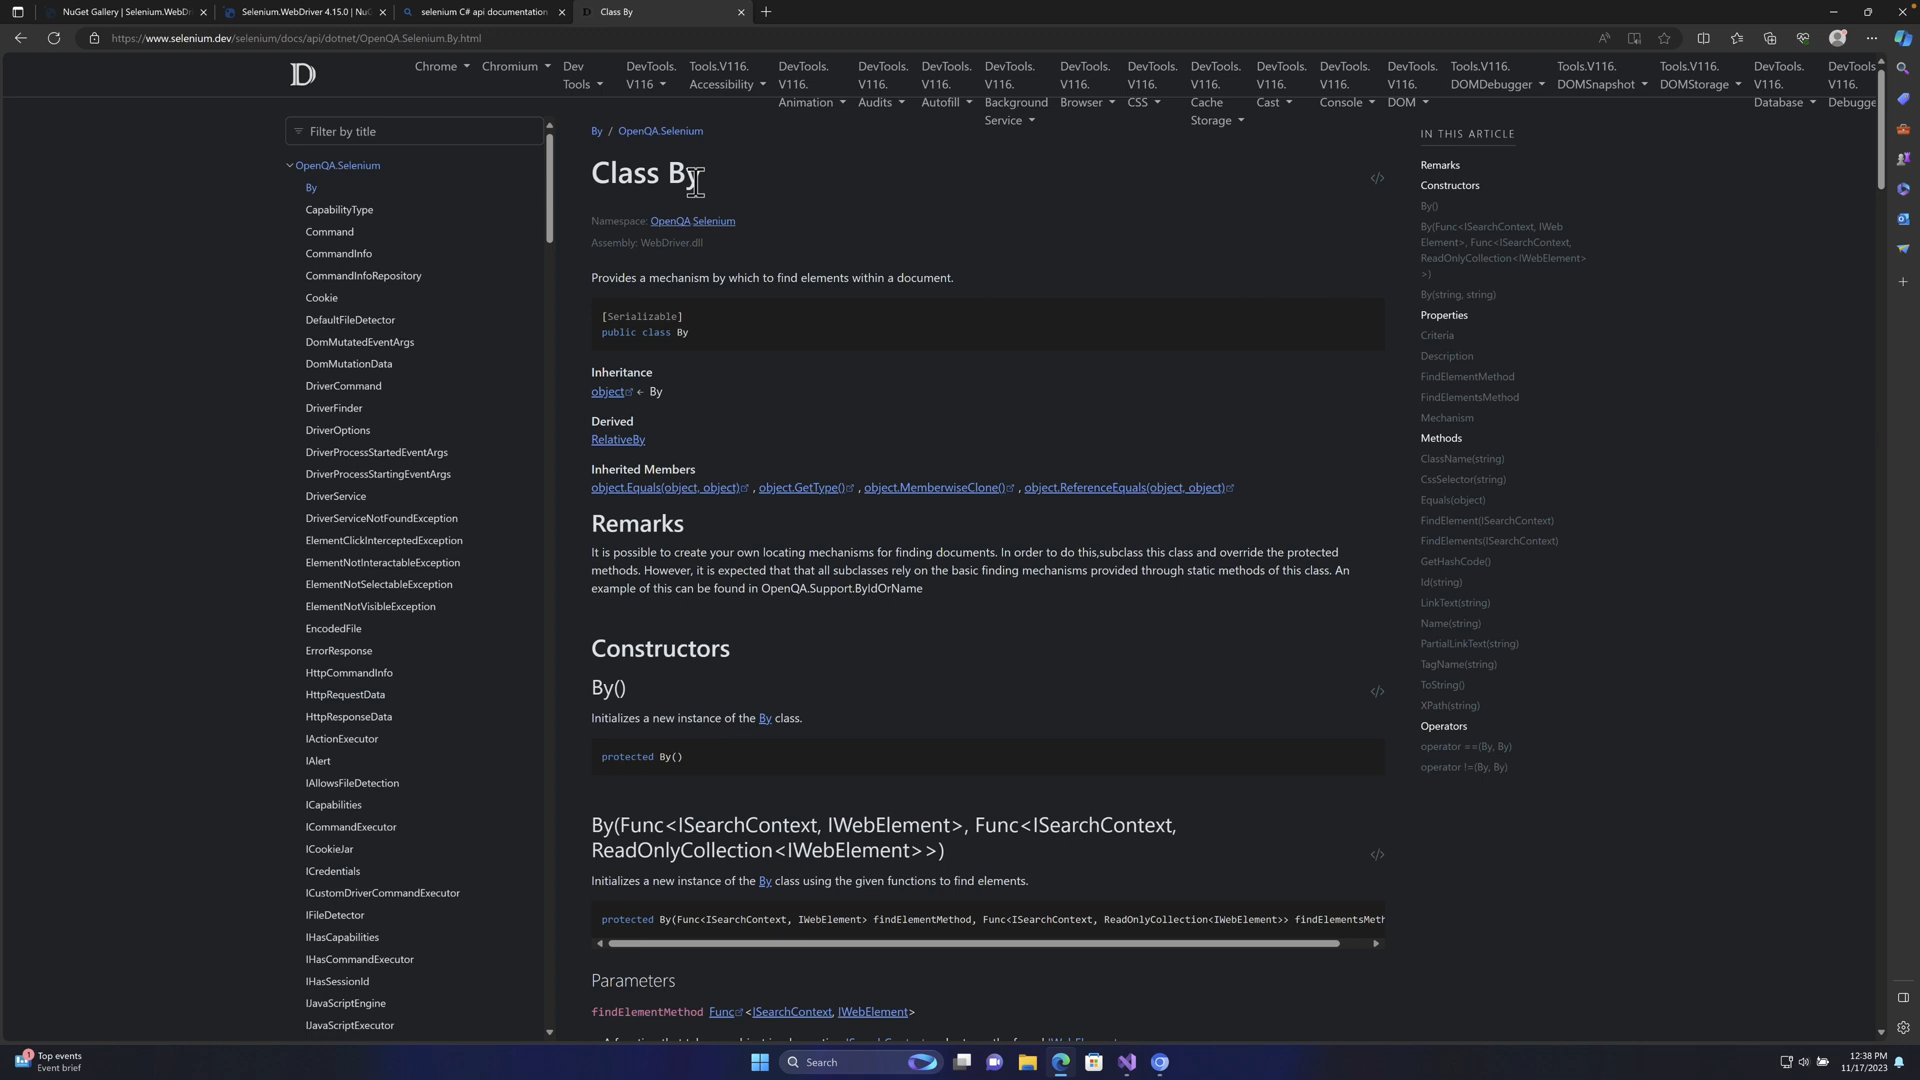 NuGet Gallery | Selenium.WebDri
Selenium.WebDriver 4.15.0 | NuG
selenium C# api documentation
Class By
https://www.selenium.dev/selenium/docs/api/dotnet/OpenQA.Selenium.By.html
Chrome
Chromium
Dev
Tools
DevTools.
V116
Tools.V116.
Accessibility
DevTools.
V116.
Animation
DevTools.
V116.
Audits
DevTools.
V116.
Autofill
DevTools.
V116.
Background
Service
DevTools.
V116.
Browser
DevTools.
V116.
CSS
DevTools.
V116.
Cache
Storage
DevTools.
V116.
Cast
DevTools.
V116.
Console
DevTools.
V116.
DOM
Tools.V116.
DOMDebugger
Tools.V116.
DOMSnapshot
Tools.V116.
DOMStorage
DevTools.
V116.
Database
DevTools
V116.
Debugge
Filter by title
OpenQA.Selenium
By
CapabilityType
Command
CommandInfo
CommandInfoRepository
Cookie
DefaultFileDetector
DomMutatedEventArgs
DomMutationData
DriverCommand
DriverFinder
DriverOptions
DriverProcessStartedEventArgs
DriverProcessStartingEventArgs
DriverService
DriverServiceNotFoundException
ElementClickInterceptedException
ElementNotInteractableException
ElementNotSelectableException
ElementNotVisibleException
EncodedFile
ErrorResponse
HttpCommandInfo
HttpRequestData
HttpResponseData
IActionExecutor
IAlert
IAllowsFileDetection
ICapabilities
ICommandExecutor
ICookieJar
ICredentials
ICustomDriverCommandExecutor
IFileDetector
IHasCapabilities
IHasCommandExecutor
IHasSessionId
IJavaScriptEngine
IJavaScriptExecutor
By / OpenQA.Selenium
Class By
Namespace: OpenQA.Selenium
Assembly: WebDriver.dll
Provides a mechanism by which to find elements within a document.
[Serializable]
public class By
Inheritance
object ← By
Derived
RelativeBy
Inherited Members
object.Equals(object, object) , object.GetType() , object.MemberwiseClone() , object.ReferenceEquals(object, object)
Remarks
It is possible to create your own locating mechanisms for finding documents. In order to do this,subclass this class and override the protected
methods. However, it is expected that that all subclasses rely on the basic finding mechanisms provided through static methods of this class. An
example of this can be found in OpenQA.Support.ByIdOrName
Constructors
By()
Initializes a new instance of the By class.
protected By()
By(Func<ISearchContext, IWebElement>, Func<ISearchContext,
ReadOnlyCollection<IWebElement>>)
Initializes a new instance of the By class using the given functions to find elements.
protected By(Func<ISearchContext, IWebElement> findElementMethod, Func<ISearchContext, ReadOnlyCollection<IWebElement>> findElementsMeth
Parameters
findElementMethod Func<ISearchContext, IWebElement>
IN THIS ARTICLE
Remarks
Constructors
By()
By(Func<ISearchContext, IWeb
Element>, Func<ISearchContext,
ReadOnlyCollection<IWebElement>
>)
By(string, string)
Properties
Criteria
Description
FindElementMethod
FindElementsMethod
Mechanism
Methods
ClassName(string)
CssSelector(string)
Equals(object)
FindElement(ISearchContext)
FindElements(ISearchContext)
GetHashCode()
Id(string)
LinkText(string)
Name(string)
PartialLinkText(string)
TagName(string)
ToString()
XPath(string)
Operators
operator ==(By, By)
operator !=(By, By)
1
Top events
Event brief
Search
12:38 PM
11/17/2023